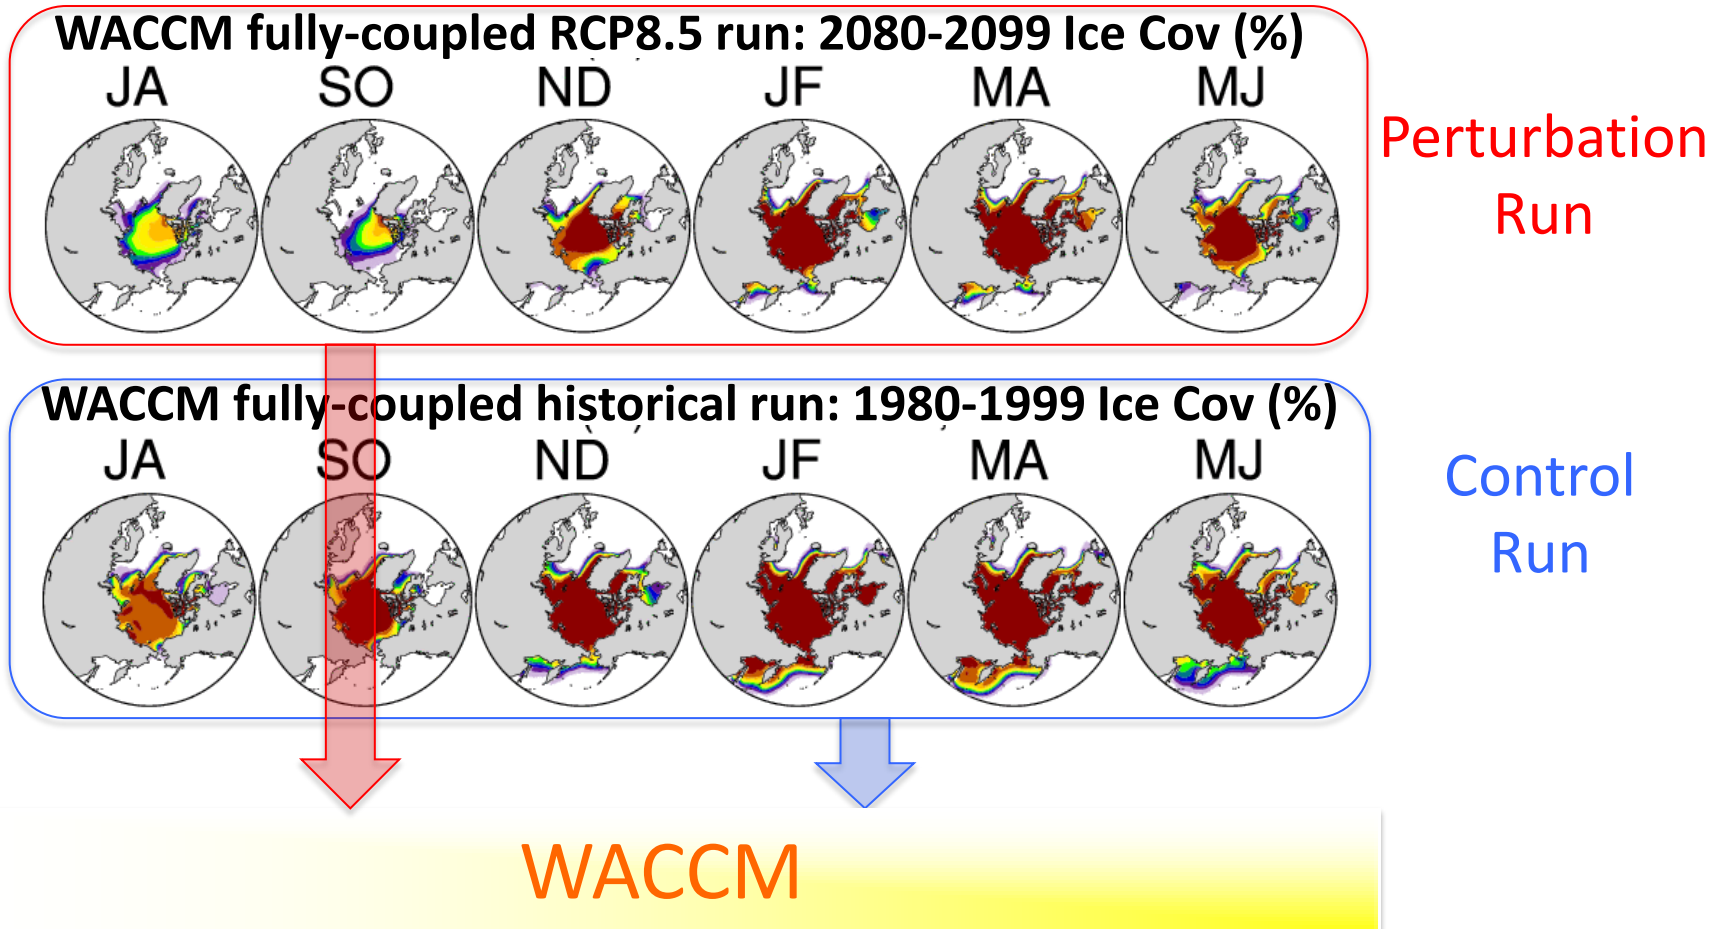 WACCM fully-coupled RCP8.5 run: 2080-2099 Ice Cov (%)
JA SO ND JF MA MJ
Perturbation
Run
WACCM fully-coupled historical run: 1980-1999 Ice Cov (%)
JA SO ND JF MA MJ
Control
Run
WACCM